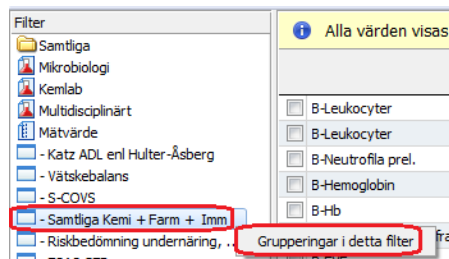 Filter
Samtliga
Mikrobiologi
Kemlab
Multidisciplinärt
Mätvärde
- Katz ADL enl Hulter-Åsberg
- Vätskebalans
- S-COVS
- Samtliga Kemi + Farm + Imm
- Riskbedömning undernäring, ..
Grupperingar i detta filter
Alla värden visas
B-Leukocyter
B-Leukocyter
B-Neutrofila prel.
B-Hemoglobin
B-Hb